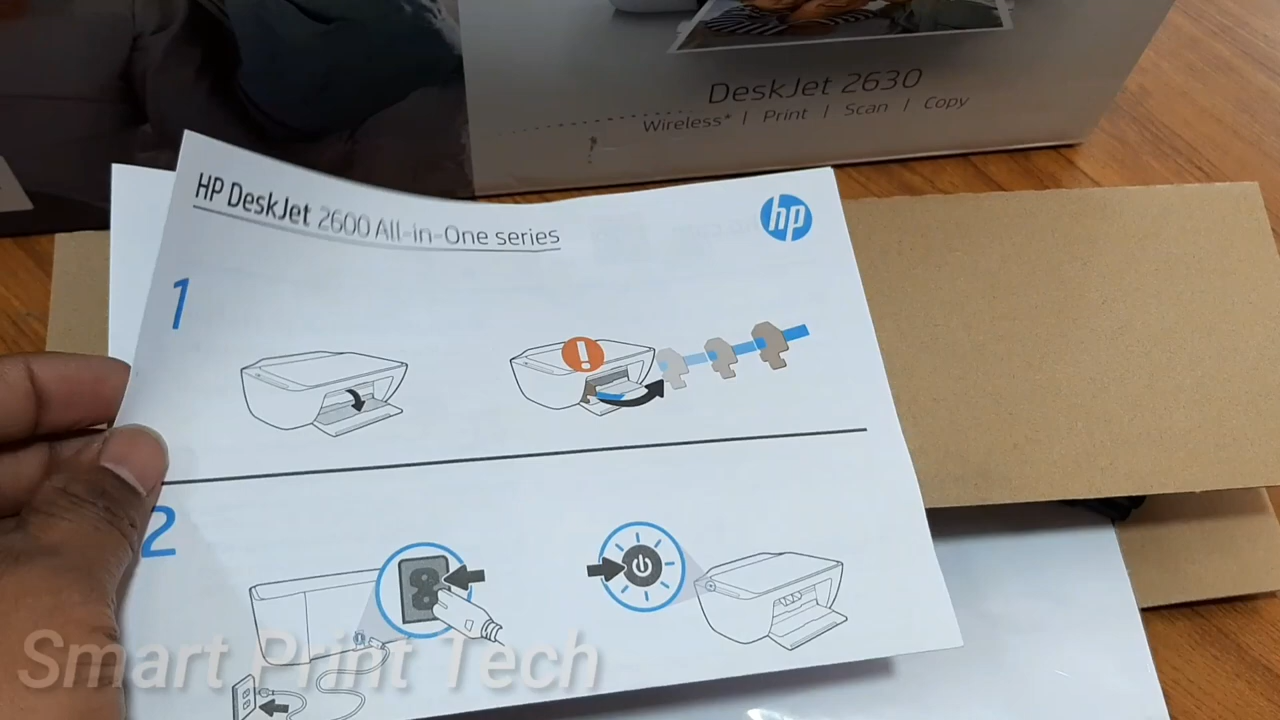 DeskJet 2630
Wireless* | Print | Scan | Copy
HP DeskJet 2600 All-in-One series
hp
1
2
Smart Print Tech